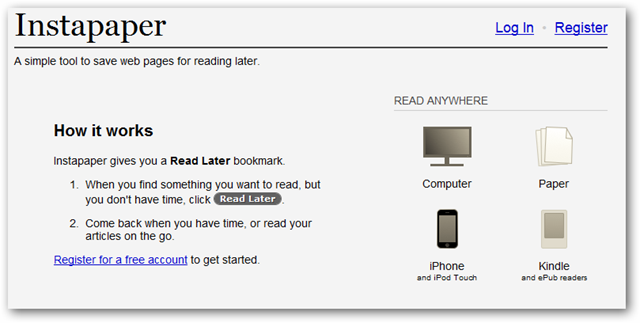 Instapaper
Log In • Register
A simple tool to save web pages for reading later.
READ ANYWHERE
How it works
Instapaper gives you a Read Later bookmark.
1. When you find something you want to read, but
you don't have time, click Read Later.
2. Come back when you have time, or read your
articles on the go.
Register for a free account to get started.
Computer
Paper
iPhone
and iPod Touch
Kindle
and ePub readers